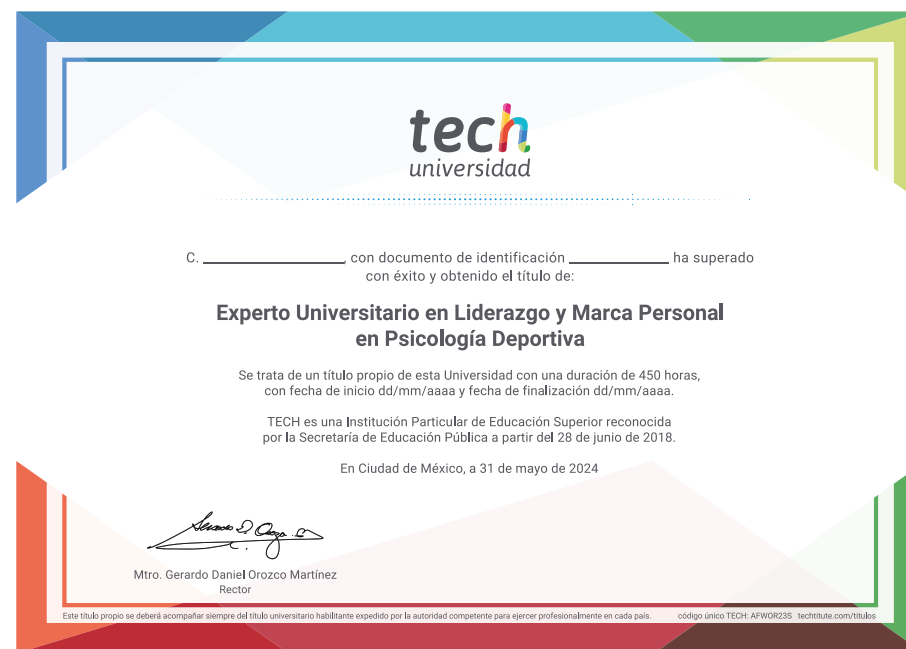 tech
universidad
C. ____________, con documento de identificación ____________ ha superado
con éxito y obtenido el título de:
Experto Universitario en Liderazgo y Marca Personal
en Psicología Deportiva
Se trata de un título propio de esta Universidad con una duración de 450 horas,
con fecha de inicio dd/mm/aaaa y fecha de finalización dd/mm/aaaa.
TECH es una Institución Particular de Educación Superior reconocida
por la Secretaría de Educación Pública a partir del 28 de junio de 2018.
En Ciudad de México, a 31 de mayo de 2024
Mtro. Gerardo Daniel Orozco Martínez
Rector
Este título propio se deberá acompañar siempre del título universitario habilitante expedido por la autoridad competente para ejercer profesionalmente en cada país. código único TECH: AFWOR23S techtitute.com/titulos